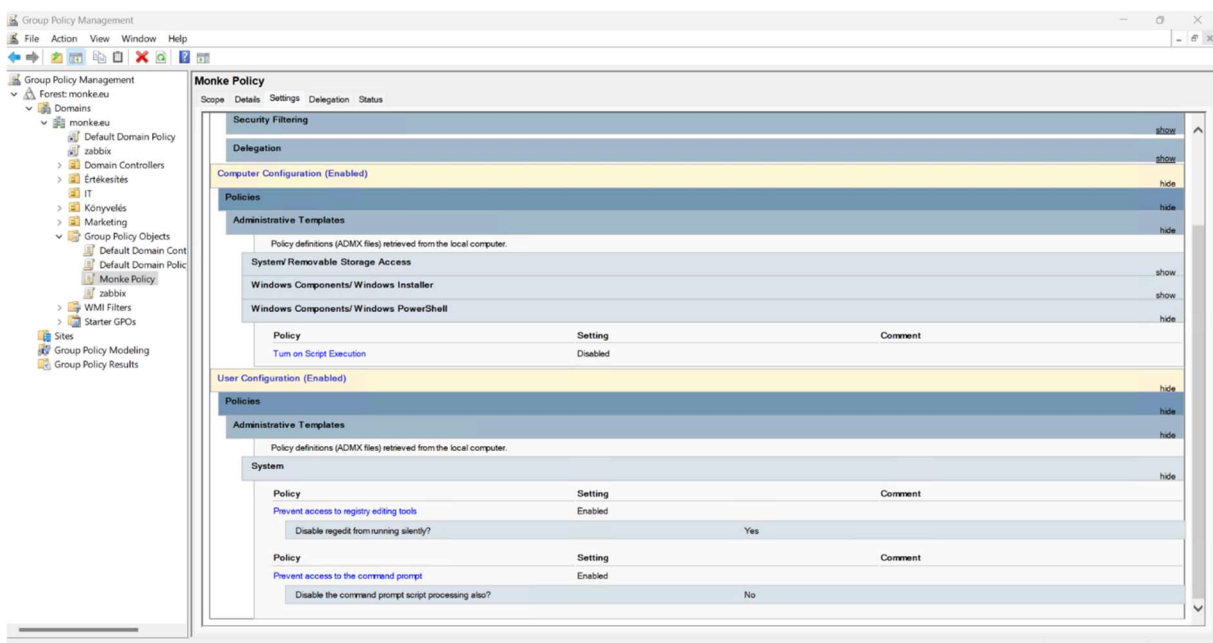 Group Policy Management
File Action View Window Help
Group Policy Management
Forest: monke.eu
Domains
monke.eu
Default Domain Policy
zabbix
Domain Controllers
Értékesítés
IT
Könyvelés
Marketing
Group Policy Objects
Default Domain Cont
Default Domain Polic
Monke Policy
zabbix
WMI Filters
Starter GPOs
Sites
Group Policy Modeling
Group Policy Results
Monke Policy
Scope Details Settings Delegation Status
Security Filtering show
Delegation show
Computer Configuration (Enabled) hide
Policies hide
Administrative Templates hide
Policy definitions (ADMX files) retrieved from the local computer.
System/Removable Storage Access show
Windows Components/Windows Installer show
Windows Components/Windows PowerShell hide
Policy Setting Comment
Turn on Script Execution Disabled
User Configuration (Enabled) hide
Policies hide
Administrative Templates hide
Policy definitions (ADMX files) retrieved from the local computer.
System hide
Policy Setting Comment
Prevent access to registry editing tools Enabled
Disable regedit from running silently? Yes
Policy Setting Comment
Prevent access to the command prompt Enabled
Disable the command prompt script processing also? No